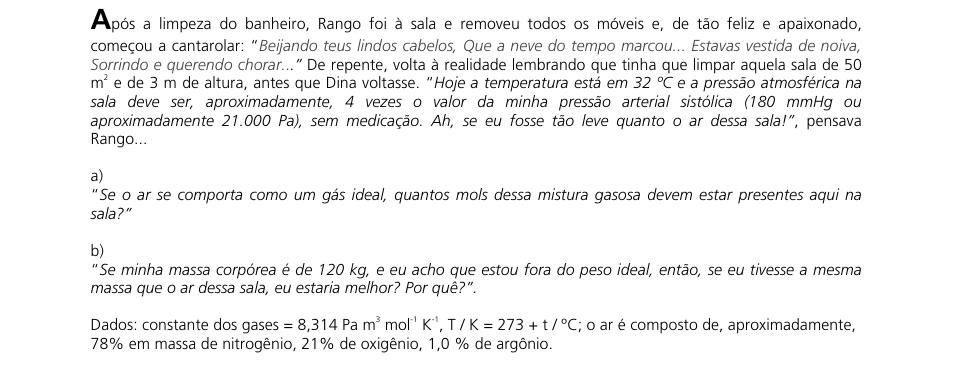 Após a limpeza do banheiro, Rango foi à sala e removeu todos os móveis e, de tão feliz e apaixonado,
começou a cantarolar: “Beijando teus lindos cabelos, Que a neve do tempo marcou... Estavas vestida de noiva,
Sorrindo e querendo chorar...” De repente, volta à realidade lembrando que tinha que limpar aquela sala de 50
m² e de 3 m de altura, antes que Dina voltasse. “Hoje a temperatura está em 32 ºC e a pressão atmosférica na
sala deve ser, aproximadamente, 4 vezes o valor da minha pressão arterial sistólica (180 mmHg ou
aproximadamente 21.000 Pa), sem medicação. Ah, se eu fosse tão leve quanto o ar dessa sala!”, pensava
Rango...
a)
“Se o ar se comporta como um gás ideal, quantos mols dessa mistura gasosa devem estar presentes aqui na
sala?”
b)
“Se minha massa corpórea é de 120 kg, e eu acho que estou fora do peso ideal, então, se eu tivesse a mesma
massa que o ar dessa sala, eu estaria melhor? Por quê?”.
Dados: constante dos gases = 8,314 Pa m³ mol⁻¹ K⁻¹, T / K = 273 + t / ºC; o ar é composto de, aproximadamente,
78% em massa de nitrogênio, 21% de oxigênio, 1,0 % de argônio.